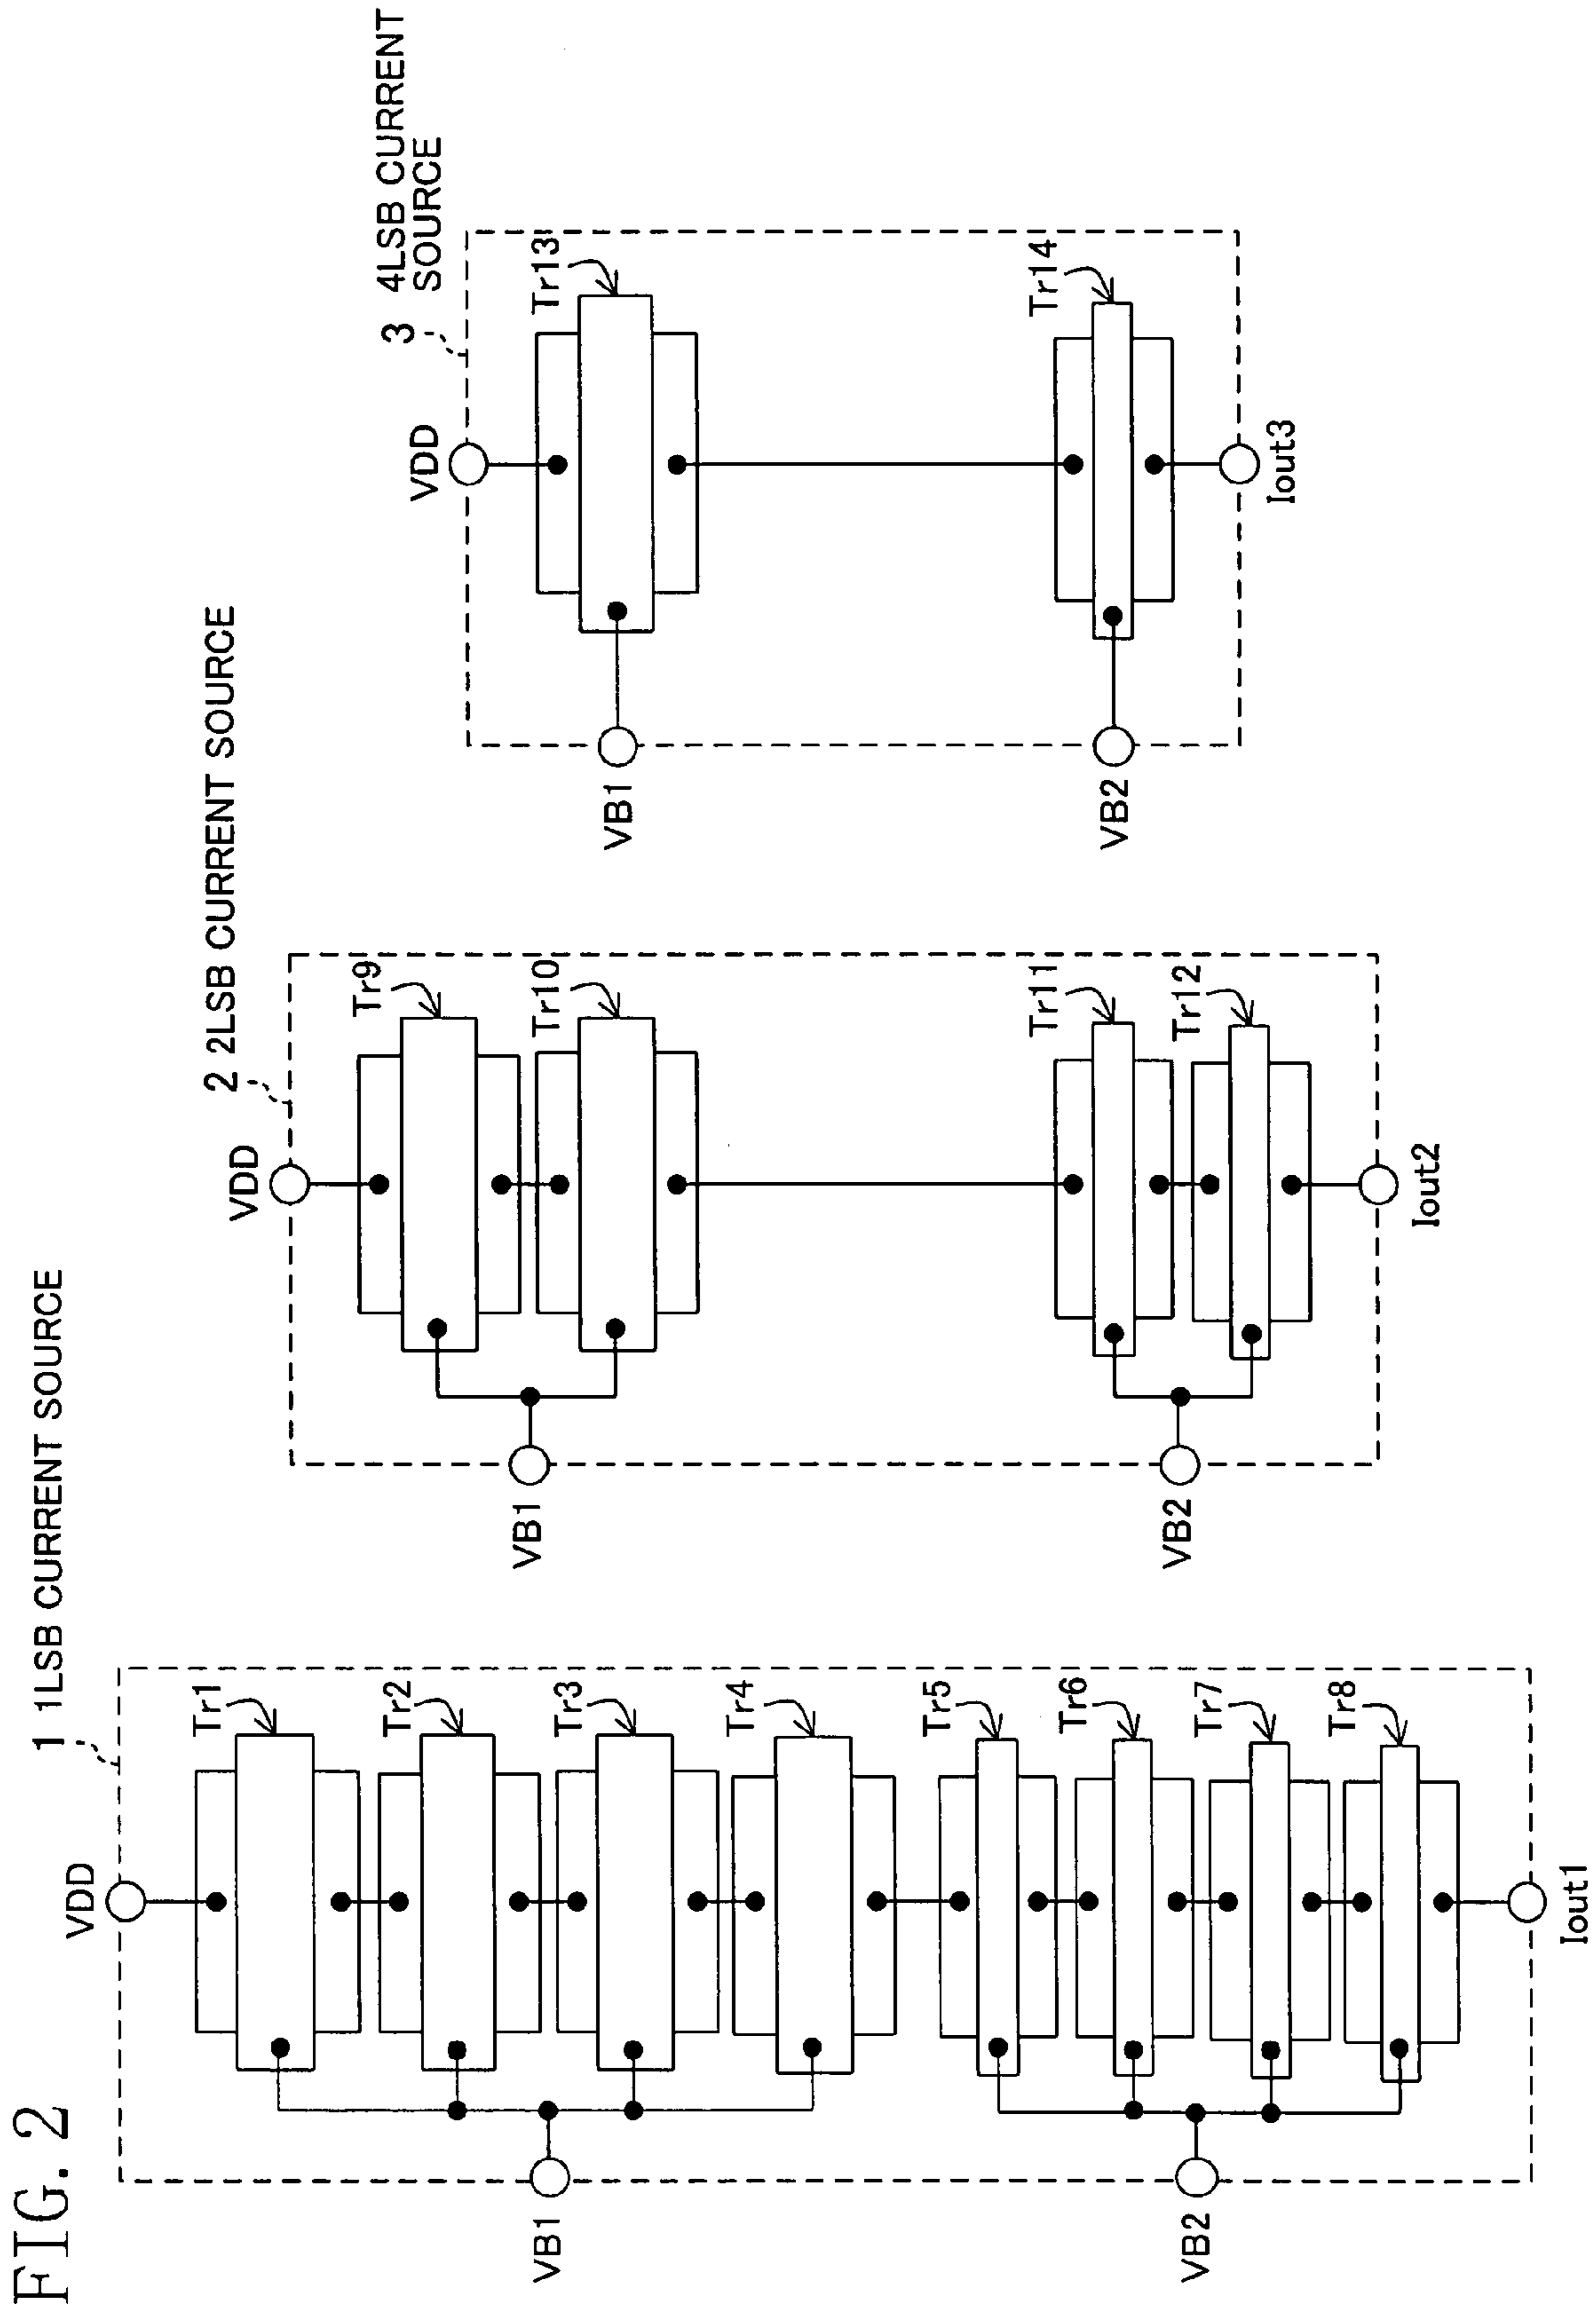 FIG. 2
1 1LSB CURRENT SOURCE
VDD
Tr1
Tr2
Tr3
Tr4
Tr5
Tr6
Tr7
Tr8
VB1
VB2
Iout1
2 2LSB CURRENT SOURCE
VDD
Tr9
Tr10
Tr11
Tr12
VB1
VB2
Iout2
3 4LSB CURRENT
SOURCE
VDD
Tr13
Tr14
VB1
VB2
Iout3